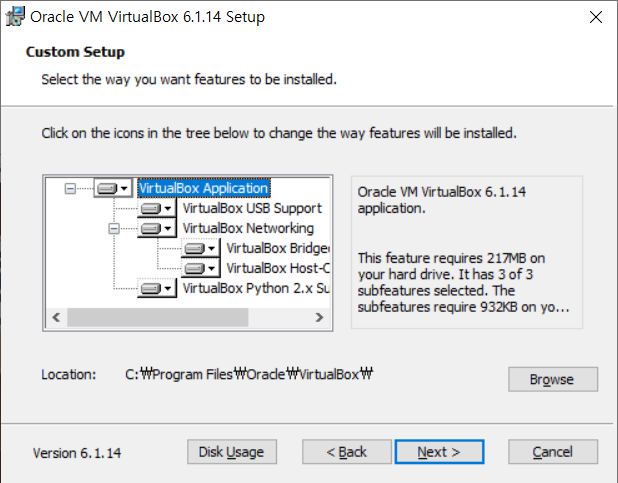 Oracle VM VirtualBox 6.1.14 Setup
Custom Setup
Select the way you want features to be installed.
Click on the icons in the tree below to change the way features will be installed.
VirtualBox Application
VirtualBox USB Support
VirtualBox Networking
VirtualBox Bridged
VirtualBox Host-O
VirtualBox Python 2.x Su
Oracle VM VirtualBox 6.1.14
application.
This feature requires 217MB on
your hard drive. It has 3 of 3
subfeatures selected. The
subfeatures require 932KB on yo...
Location: C:₩Program Files₩Oracle₩VirtualBox₩
Browse
Version 6.1.14
Disk Usage
< Back
Next >
Cancel